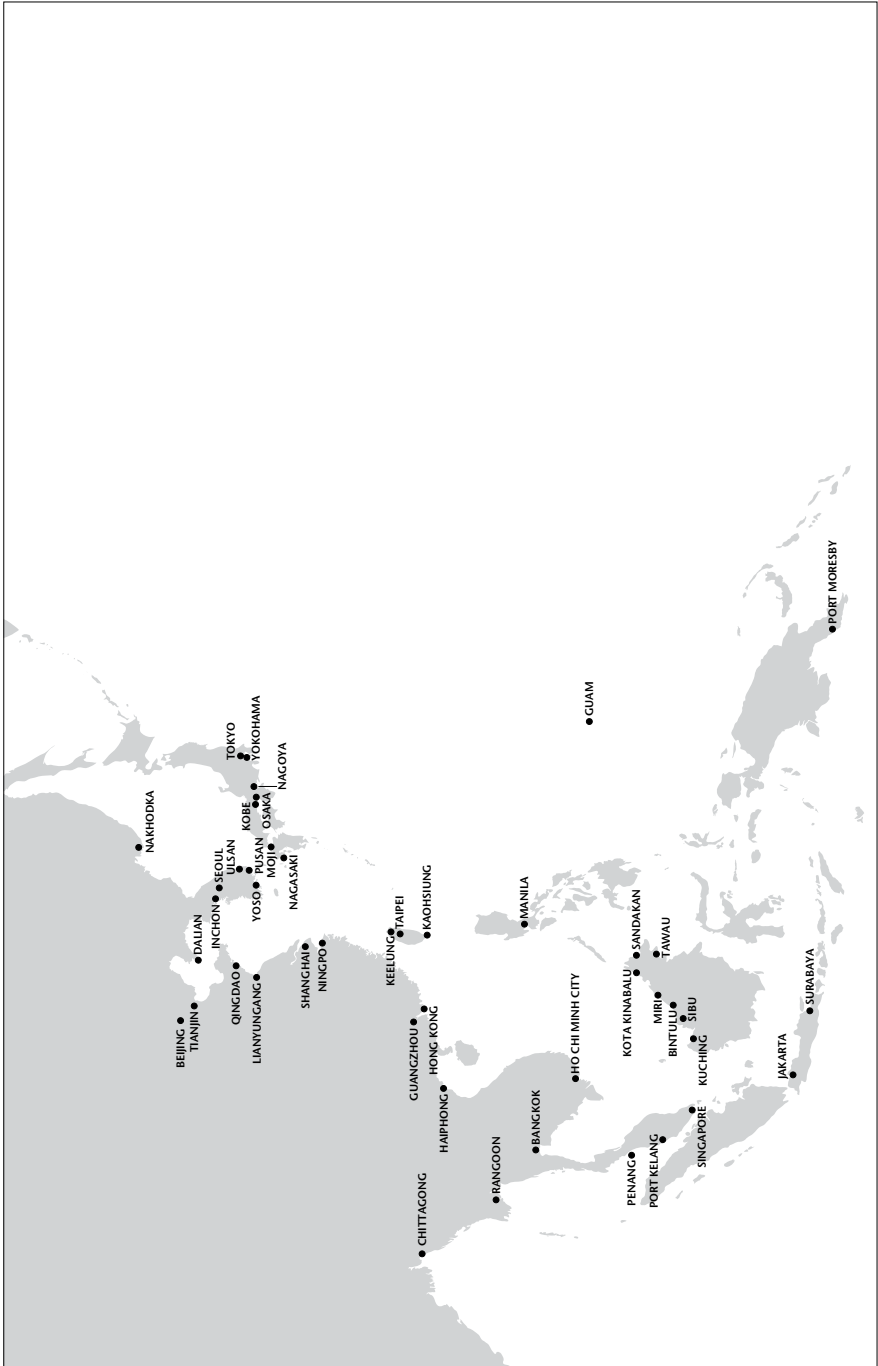 NAKHODKA
BEIJING
TIANJIN
DALIAN
SEOUL
INCHON
ULSAN
PUSAN
YOSO
TOKYO
YOKOHAMA
NAGOYA
KOBE
OSAKA
MOJI
NAGASAKI
QINGDAO
LIANYUNGANG
SHANGHAI
NINGPO
KEELUNG
TAIPEI
KAOHSIUNG
GUANGZHOU
HONG KONG
HAIPHONG
CHITTAGONG
RANGOON
BANGKOK
HO CHI MINH CITY
MANILA
GUAM
PENANG
PORT KELANG
SINGAPORE
KOTA KINABALU
SANDAKAN
TAWAU
MIRI
BINTULU
SIBU
KUCHING
JAKARTA
SURABAYA
PORT MORESBY